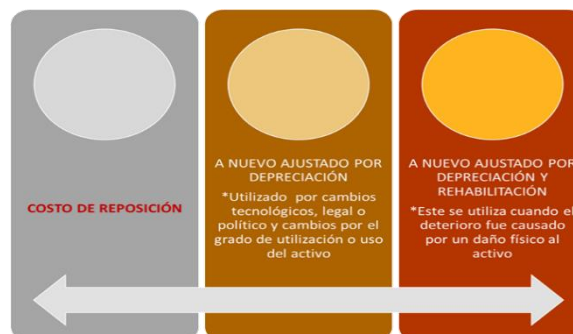 COSTO DE REPOSICIÓN
A NUEVO AJUSTADO POR
DEPRECIACIÓN
*Utilizado por cambios
tecnológicos, legal o
político y cambios por el
grado de utilización o uso
del activo
A NUEVO AJUSTADO POR
DEPRECIACIÓN Y
REHABILITACIÓN
*Este se utiliza cuando el
deterioro fue causado
por un daño físico al
activo